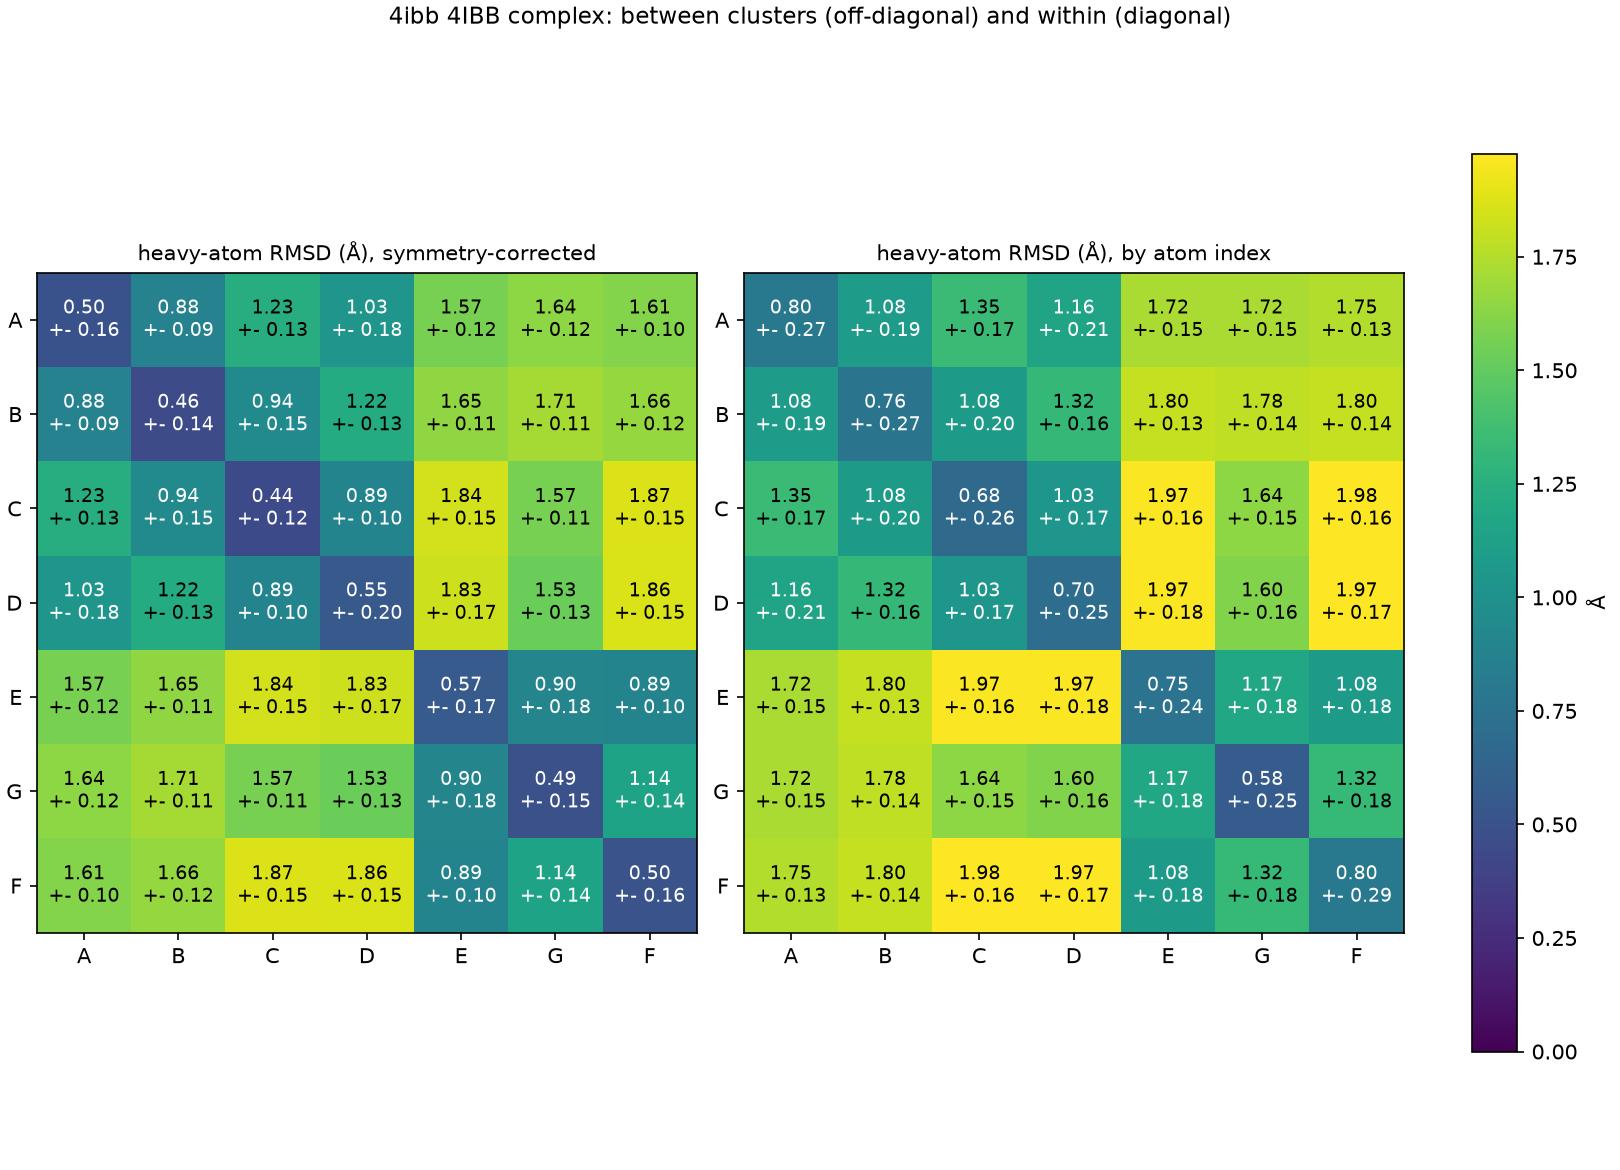 4ibb 4IBB complex: between clusters (off-diagonal) and within (diagonal)
heavy-atom RMSD (Å), symmetry-corrected
A
0.50 0.88 1.23 1.03 1.57 1.64 1.61
+- 0.16 +- 0.09 +- 0.13 +- 0.18 +- 0.12 +- 0.12 +- 0.10
B
0.88 0.46 0.94 1.22 1.65 1.71 1.66
+- 0.09 +- 0.14 +- 0.15 +- 0.13 +- 0.11 +- 0.11 +- 0.12
C
1.23 0.94 0.44 0.89 1.84 1.57 1.87
+- 0.13 +- 0.15 +- 0.12 +- 0.10 +- 0.15 +- 0.11 +- 0.15
D
1.03 1.22 0.89 0.55 1.83 1.53 1.86
+- 0.18 +- 0.13 +- 0.10 +- 0.20 +- 0.17 +- 0.13 +- 0.15
E
1.57 1.65 1.84 1.83 0.57 0.90 0.89
+- 0.12 +- 0.11 +- 0.15 +- 0.17 +- 0.17 +- 0.18 +- 0.10
G
1.64 1.71 1.57 1.53 0.90 0.49 1.14
+- 0.12 +- 0.11 +- 0.11 +- 0.13 +- 0.18 +- 0.15 +- 0.14
F
1.61 1.66 1.87 1.86 0.89 1.14 0.50
+- 0.10 +- 0.12 +- 0.15 +- 0.15 +- 0.10 +- 0.14 +- 0.16
A B C D E G F
heavy-atom RMSD (Å), by atom index
A
0.80 1.08 1.35 1.16 1.72 1.72 1.75
+- 0.27 +- 0.19 +- 0.17 +- 0.21 +- 0.15 +- 0.15 +- 0.13
B
1.08 0.76 1.08 1.32 1.80 1.78 1.80
+- 0.19 +- 0.27 +- 0.20 +- 0.16 +- 0.13 +- 0.14 +- 0.14
C
1.35 1.08 0.68 1.03 1.97 1.64 1.98
+- 0.17 +- 0.20 +- 0.26 +- 0.17 +- 0.16 +- 0.15 +- 0.16
D
1.16 1.32 1.03 0.70 1.97 1.60 1.97
+- 0.21 +- 0.16 +- 0.17 +- 0.25 +- 0.18 +- 0.16 +- 0.17
E
1.72 1.80 1.97 1.97 0.75 1.17 1.08
+- 0.15 +- 0.13 +- 0.16 +- 0.18 +- 0.24 +- 0.18 +- 0.18
G
1.72 1.78 1.64 1.60 1.17 0.58 1.32
+- 0.15 +- 0.14 +- 0.15 +- 0.16 +- 0.18 +- 0.25 +- 0.18
F
1.75 1.80 1.98 1.97 1.08 1.32 0.80
+- 0.13 +- 0.14 +- 0.16 +- 0.17 +- 0.18 +- 0.18 +- 0.29
A B C D E G F
1.75
1.50
1.25
1.00
0.75
0.50
0.25
0.00
Å